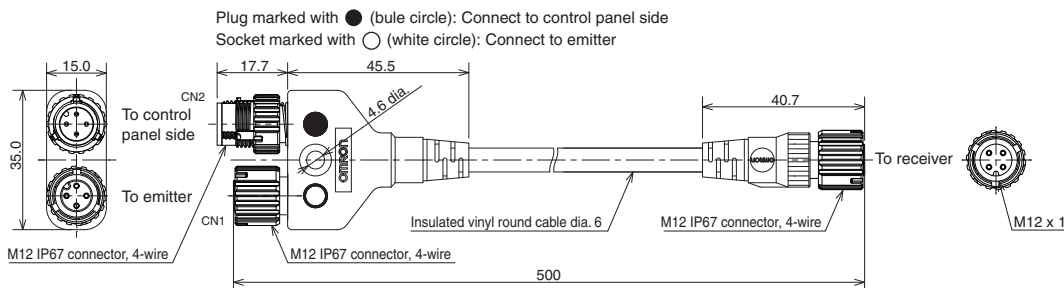 Plug marked with ● (bule circle): Connect to control panel side
Socket marked with ○ (white circle): Connect to emitter
15.0
17.7
45.5
40.7
CN2
4.6 dia.
To control
panel side
35.0
OMRON
OMRON
To receiver
To emitter
CN1
Insulated vinyl round cable dia. 6
M12 IP67 connector, 4-wire
M12 x 1
M12 IP67 connector, 4-wire
M12 IP67 connector, 4-wire
500